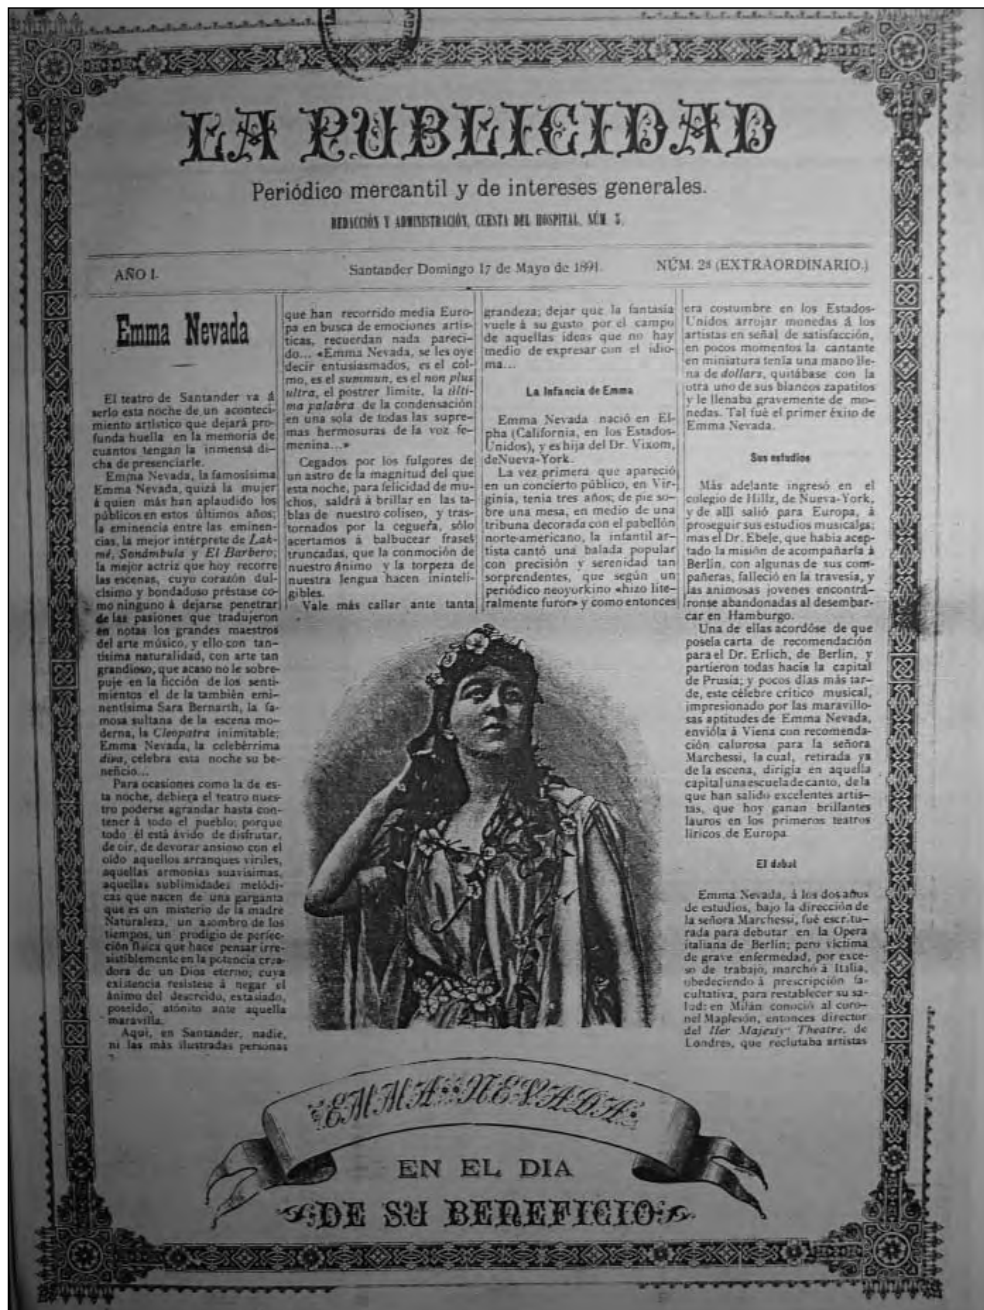 LA PUBLICIDAD
Periódico mercantil y de intereses generales.
REDACCIÓN Y ADMINISTRACIÓN, CUESTA DEL HOSPITAL, NÚM 5.
AÑO I.
Santander Domingo 17 de Mayo de 1891.
NÚM. 28 (EXTRAORDINARIO.)
Emma Nevada
El teatro de Santander va á
serlo esta noche de un acontec-
imiento artístico que dejará pro-
funda huella en la memoria de
cuantos tengan la inmensa di-
cha de presenciarle.
Emma Nevada, la famosísima
Emma Nevada, quizá la mujer
á quien más han aplaudido los
públicos en estos últimos años;
la eminencia entre las eminen-
cias, la mejor intérprete de Lak-
mé, Sonámbula y El Barbero;
la mejor actriz que hoy recorre
las escenas, cuyo corazón dul-
císimo y bondadoso préstase co-
mo ninguno á dejarse penetrar
de las pasiones que tradujeron
en notas los grandes maestros
del arte músico, y ello con tan-
tísima naturalidad, con arte tan
grandioso, que acaso no le sobre-
puje en la ficción de los senti-
mientos el de la también emi-
nentísima Sara Bernarth, la fa-
mosa sultana de la escena mo-
derna, la Cleopatra inimitable;
Emma Nevada, la celebérrima
diva, celebra esta noche su be-
neficio...
Para ocasiones como la de es-
ta noche, debiera el teatro nues-
tro poderse agrandar hasta con-
tener á todo el pueblo; porque
todo él está ávido de disfrutar,
de oir, de devorar ansioso con el
oído aquellos arranques viriles,
aquellas armonías suavísimas,
aquellas sublimidades melódi-
cas que nacen de una garganta
que es un misterio de la madre
Naturaleza, un asombro de los
tiempos, un prodigio de perfec-
ción física que hace pensar irre-
sistiblemente en la potencia crea-
dora de un Dios eterno; cuya
existencia resístese á negar el
ánimo del descreido, extasiado,
poseido, atónito ante aquella
maravilla.
Aquí, en Santander, nadie,
ni las más ilustradas personas
que han recorrido media Euro-
pa en busca de emociones artís-
ticas, recuerdan nada pareci-
do... «Emma Nevada, se les oye
decir entusiasmados, es el col-
mo, es el summun, es el non plus
ultra, el postrer límite, la últi-
ma palabra de la condensación
en una sola de todas las supre-
mas hermosuras de la voz fe-
menina...»
Cegados por los fulgores de
un astro de la magnitud del que
esta noche, para felicidad de mu-
chos, saldrá á brillar en las ta-
blas de nuestro coliseo, y tras-
tornados por la ceguera, sólo
acertamos á balbucear frases
truncadas, que la conmoción de
nuestro ánimo y la torpeza de
nuestra lengua hacen ininteli-
gibles.
Vale más callar ante tanta
grandeza; dejar que la fantasía
vuele á su gusto por el campo
de aquellas ideas que no hay
medio de expresar con el idio-
ma...
La Infancia de Emma
Emma Nevada nació en El-
pha (California, en los Estados-
Unidos), y es hija del Dr. Vixom,
de Nueva-York.
La vez primera que apareció
en un concierto público, en Vir-
ginia, tenía tres años; de pie so-
bre una mesa, en medio de una
tribuna decorada con el pabellón
norte-americano, la infantil ar-
tista cantó una balada popular
con precisión y serenidad tan
sorprendentes, que según un
periódico neoyorkino «hizo lite-
ralmente furor» y como entonces
era costumbre en los Estados-
Unidos arrojar monedas á los
artistas en señal de satisfacción,
en pocos momentos la cantante
en miniatura tenía una mano lle-
na de dollars, quitábase con la
otra uno de sus blancos zapatitos
y le llenaba gravemente de mo-
nedas. Tal fué el primer éxito de
Emma Nevada.
Sus estudios
Más adelante ingresó en el
colegio de Hillz, de Nueva-York,
y de allí salió para Europa, á
proseguir sus estudios musicales;
mas el Dr. Ebele, que había acep-
tado la misión de acompañarla á
Berlin, con algunas de sus com-
pañeras, falleció en la travesía, y
las animosas jovenes encontrá-
ronse abandonadas al desembar-
car en Hamburgo.
Una de ellas acordóse de que
poseía carta de recomendación
para el Dr. Erlich, de Berlin, y
partieron todas hacia la capital
de Prusia; y pocos días más tar-
de, este célebre crítico musical,
impresionado por las maravillo-
sas aptitudes de Emma Nevada,
envióla á Viena con recomenda-
ción calurosa para la señora
Marchessi, la cual, retirada ya
de la escena, dirigía en aquella
capital una escuela de canto, de la
que han salido excelentes artis-
tas, que hoy ganan brillantes
lauros en los primeros teatros
líricos de Europa.
El debut
Emma Nevada, á los dos años
de estudios, bajo la dirección de
la señora Marchessi, fué escritu-
rada para debutar en la Opera
italiana de Berlin; pero víctima
de grave enfermedad, por exce-
so de trabajo, marchó á Italia,
obedeciendo á prescripción fa-
cultativa, para restablecer su sa-
lud: en Milán conoció al coro-
nel Maplesón, entonces director
del Her Majesty Theatre, de
Londres, que reclutaba artistas
EMMA NEVADA
EN EL DIA
DE SU BENEFICIO